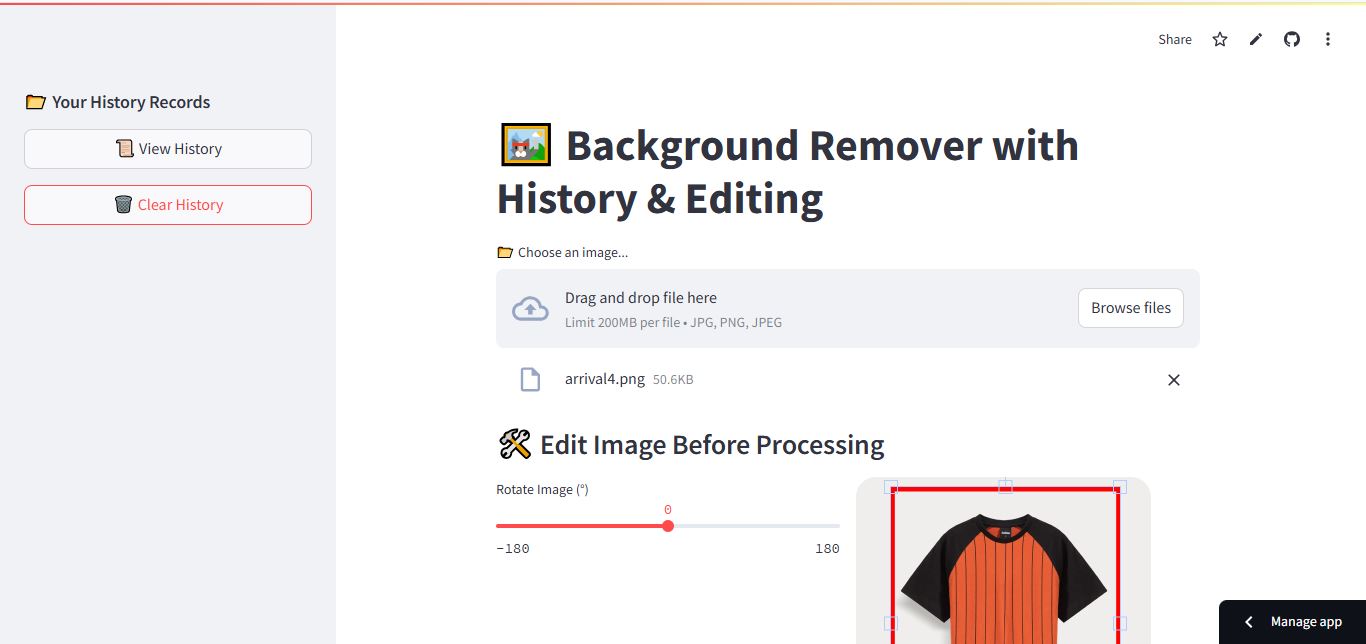 Share
📂 Your History Records
📜 View History
🗑️ Clear History
🖼️ Background Remover with
History & Editing
📂 Choose an image...
Drag and drop file here
Limit 200MB per file • JPG, PNG, JPEG
Browse files
arrival4.png 50.6KB
🛠️ Edit Image Before Processing
Rotate Image (°)
0
-180 180
Manage app